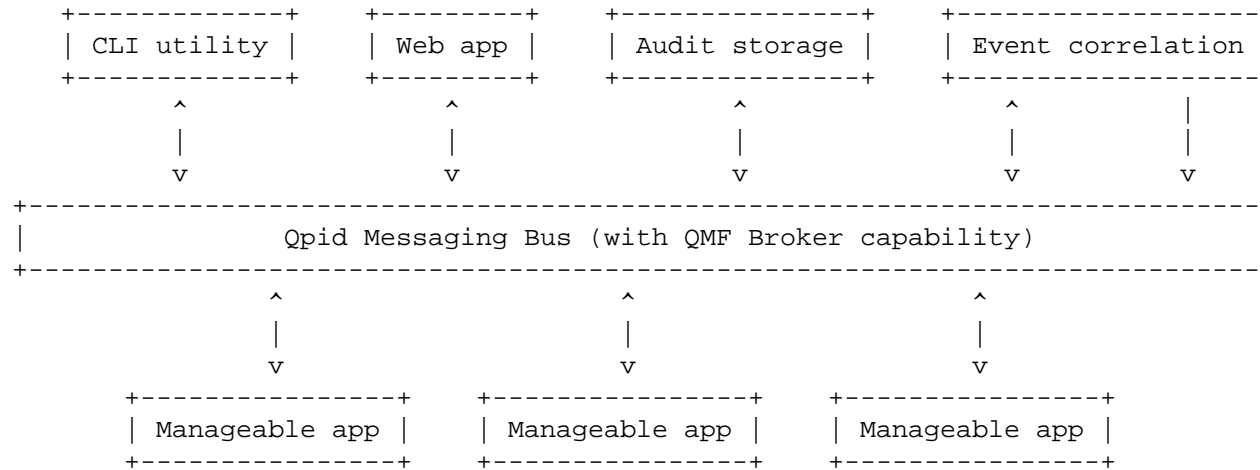 CLI utility Web app Audit storage Event correlation
Qpid Messaging Bus (with QMF Broker capability)
Manageable app Manageable app Manageable app